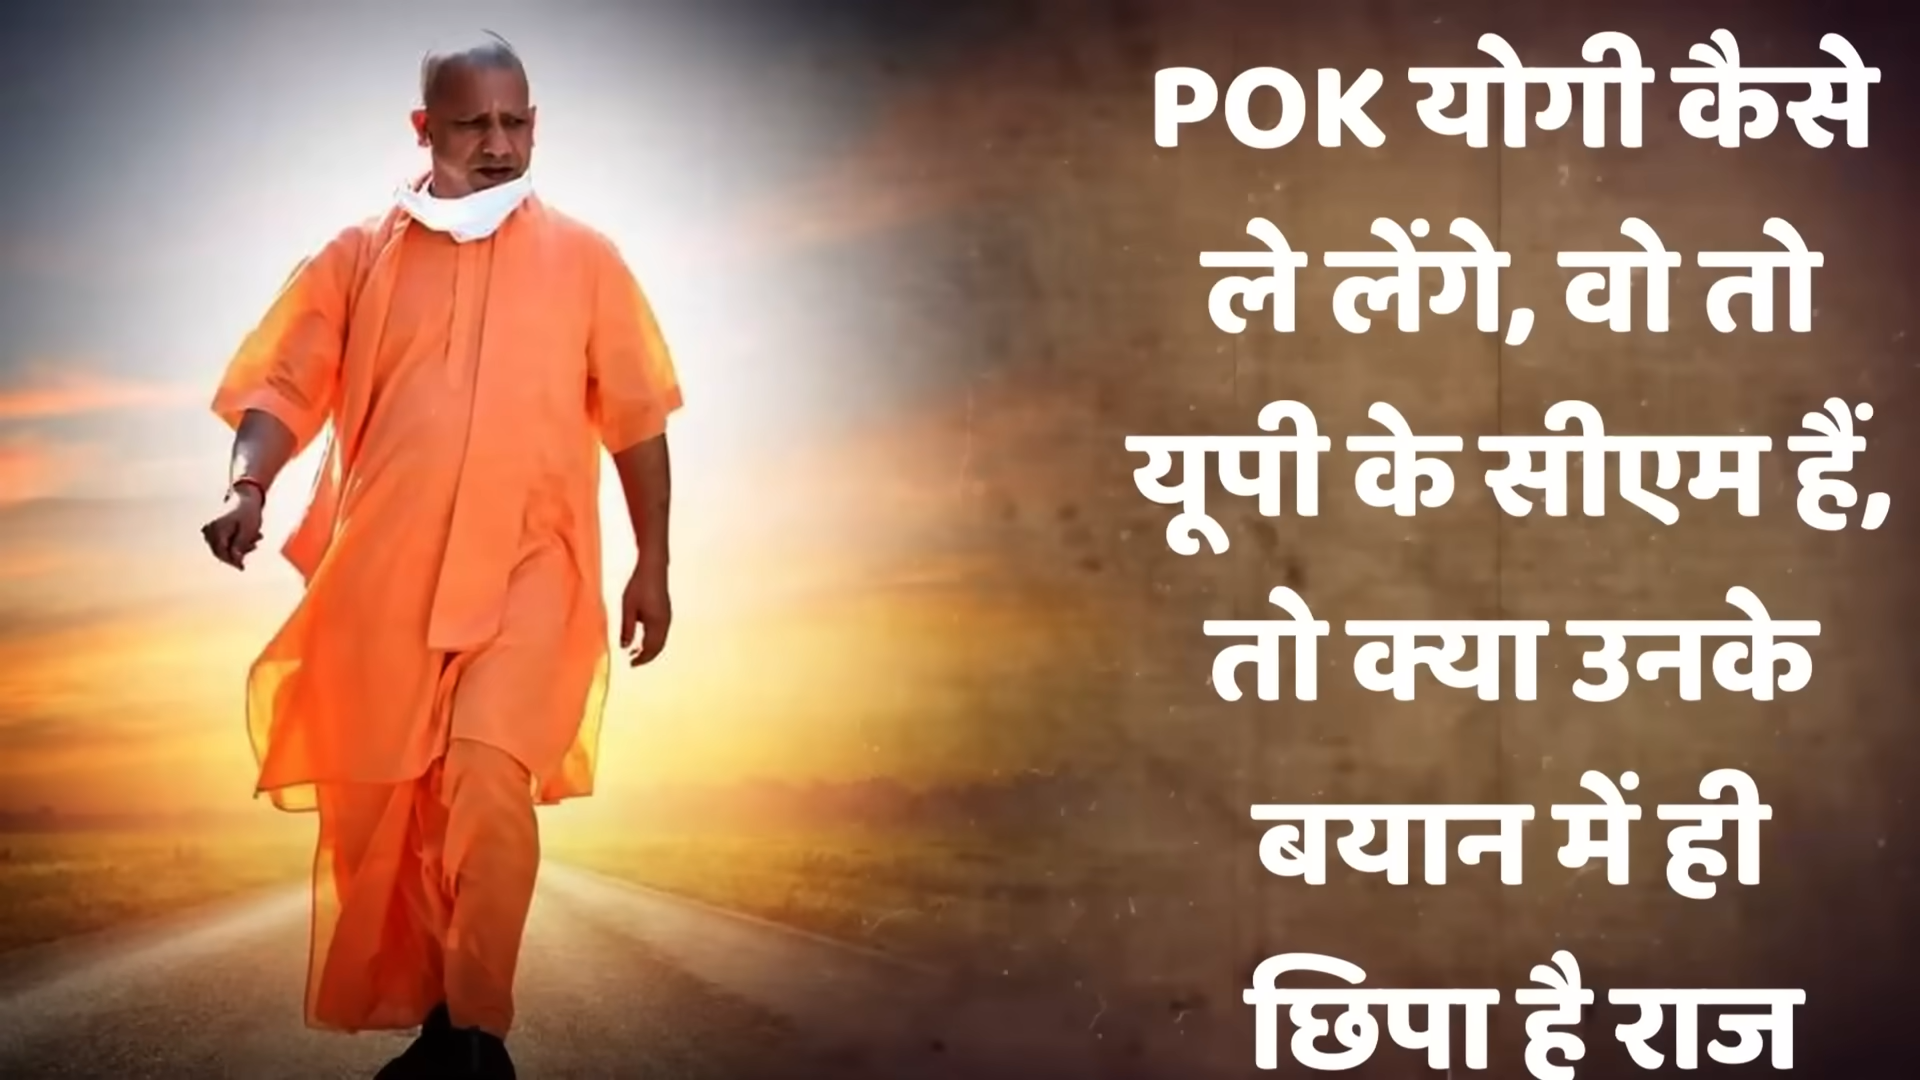 POK योगी कैसे
ले लेंगे, वो तो
यूपी के सीएम हैं,
तो क्या उनके
बयान में ही
छिपा है राज